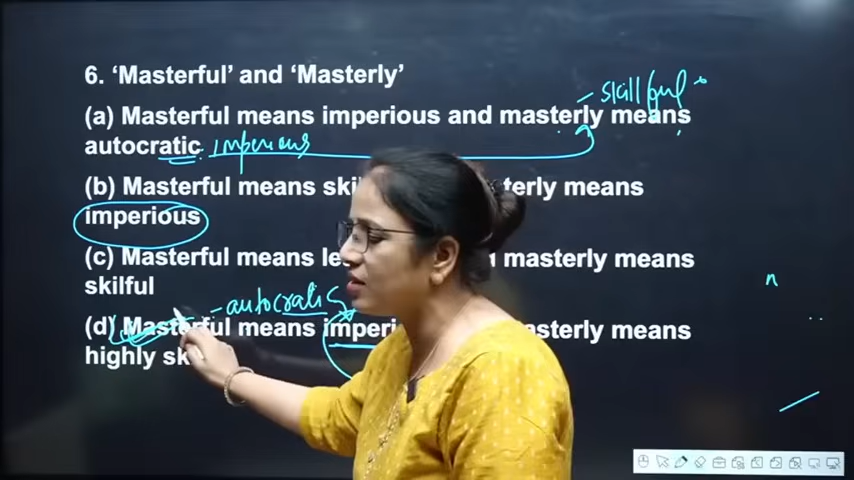 6. ‘Masterful’ and ‘Masterly’
skillful
(a) Masterful means imperious and masterly means
autocratic imperious
(b) Masterful means ski terly means
imperious
(c) Masterful means le masterly means
skilful
autocratic
(d) Masterful means imperi asterly means
highly sk
n